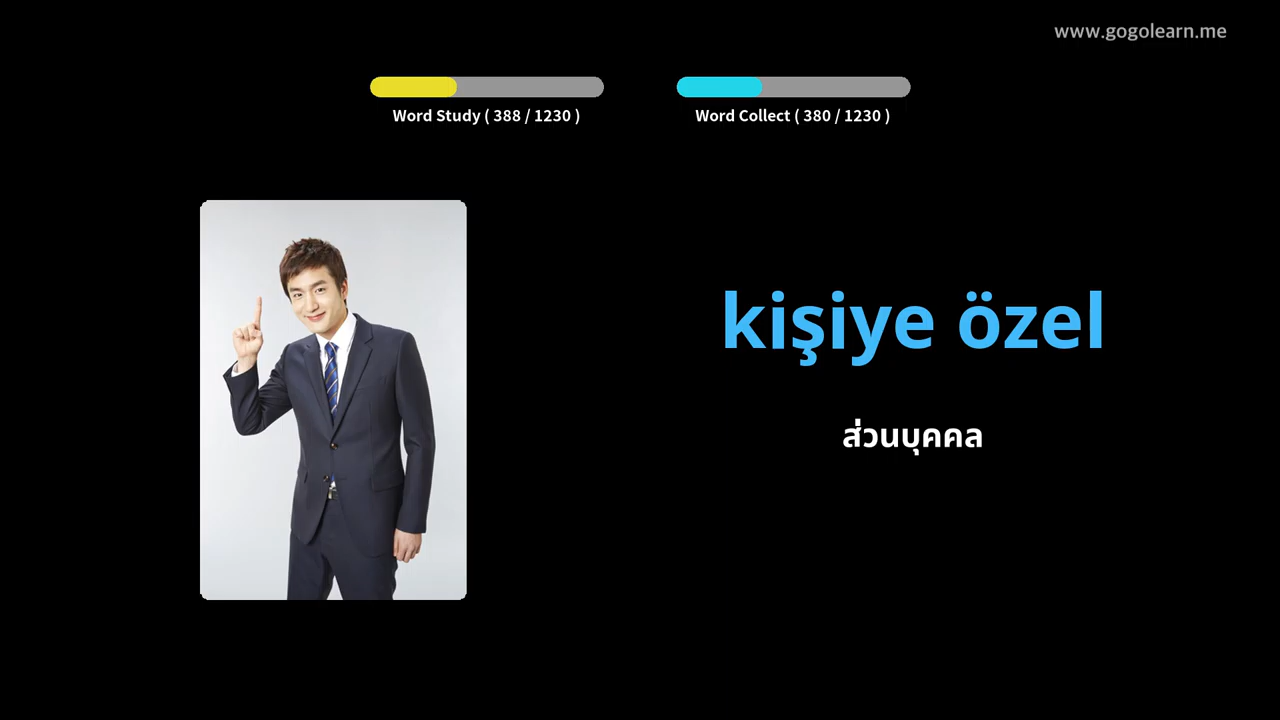 www.gogolearn.me
Word Study ( 388 / 1230 )
Word Collect ( 380 / 1230 )
kişiye özel
ส่วนบุคคล